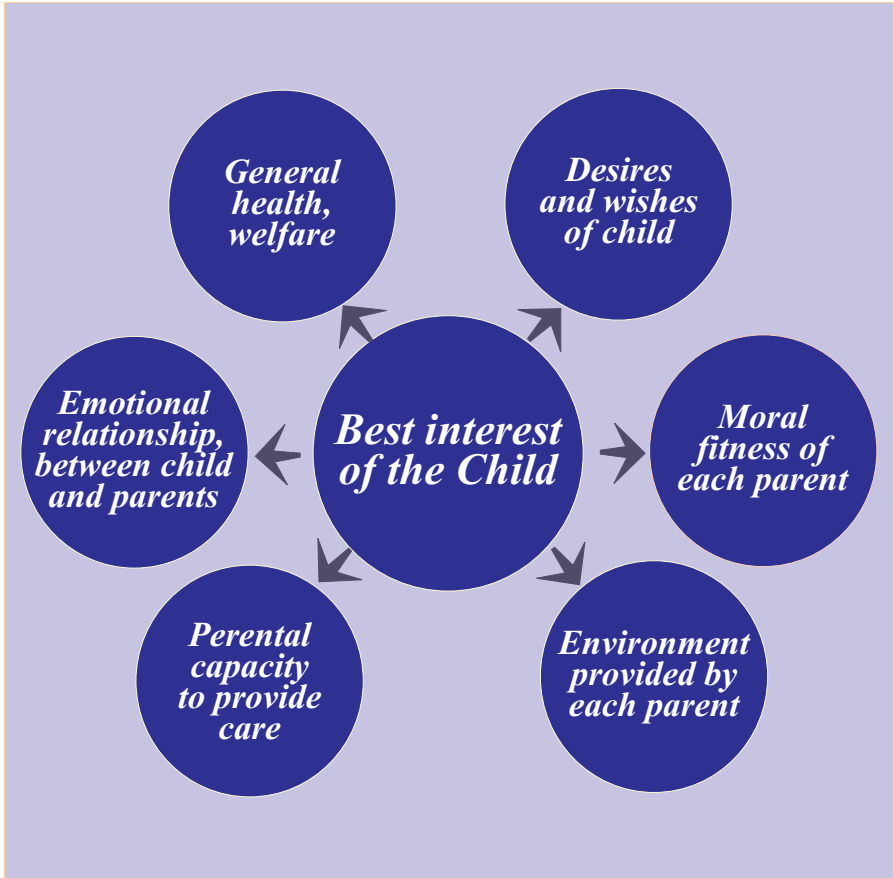 General
health,
welfare
Desires
and wishes
of child
Emotional
relationship,
between child
and parents
Best interest
of the Child
Moral
fitness of
each parent
Perental
capacity
to provide
care
Environment
provided by
each parent